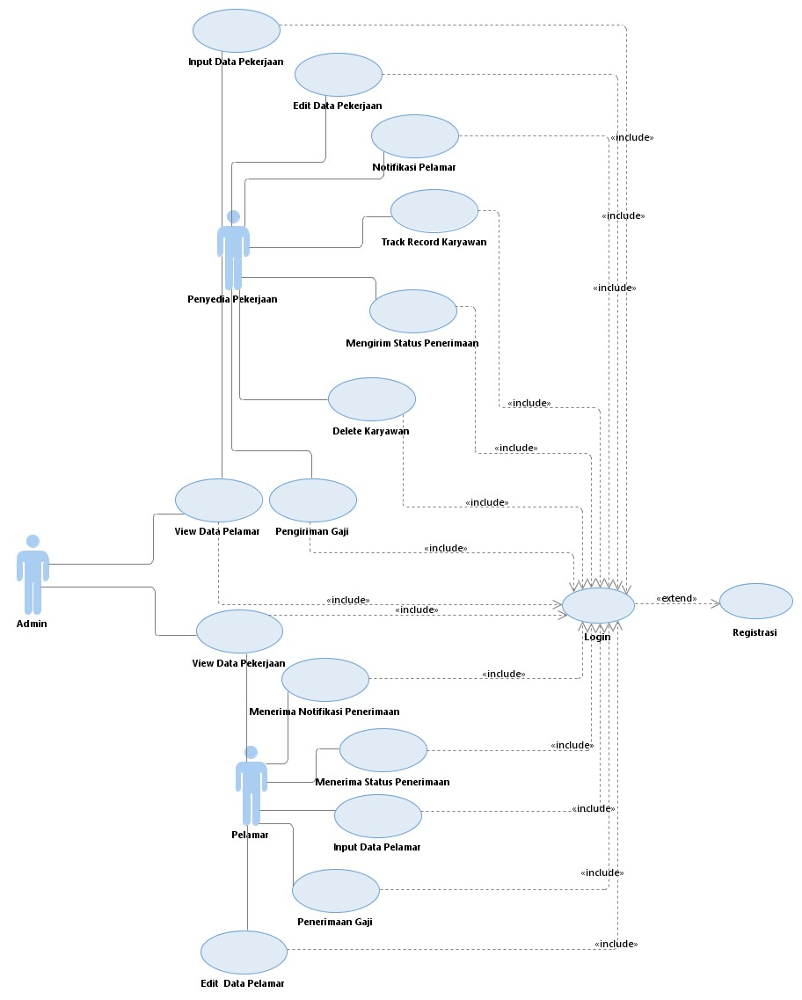 Input Data Pekerjaan
Edit Data Pekerjaan
«include»
Notifikasi Pelamar
«include»
Track Record Karyawan
«include»
Penyedia Pekerjaan
Mengirim Status Penerimaan
«include»
Delete Karyawan
«include»
«include»
View Data Pelamar
Pengiriman Gaji
«include»
«include»
«extend»
«include»
Admin
Registrasi
Login
View Data Pekerjaan
«include»
Menerima Notifikasi Penerimaan
«include»
Menerima Status Penerimaan
«include»
Pelamar
Input Data Pelamar
«include»
Penerimaan Gaji
«include»
Edit  Data Pelamar